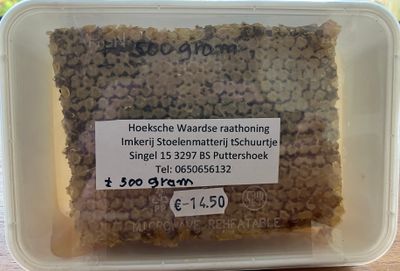 ± 500 gram
Hoeksche Waardse raathoning
Imkerij Stoelenmatterij tSchuurtje
Singel 15 3297 BS Puttershoek
Tel: 0650656132
± 500 gram
€-14.50
MICROWAVE REHEATABLE